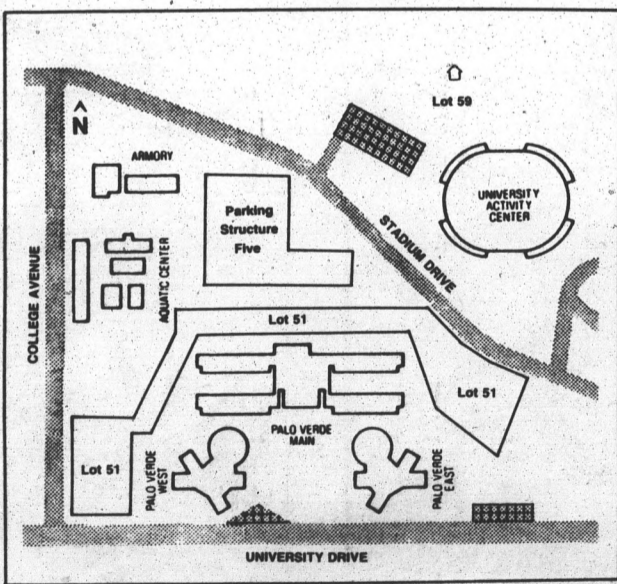 Lot 59
N
ARMORY
UNIVERSITY
ACTIVITY
CENTER
Parking
Structure
Five
STADIUM DRIVE
COLLEGE AVENUE
AQUATIC CENTER
Lot 51
Lot 51
PALO VERDE
MAIN
Lot 51
PALO VERDE
WEST
PALO VERDE
EAST
UNIVERSITY DRIVE